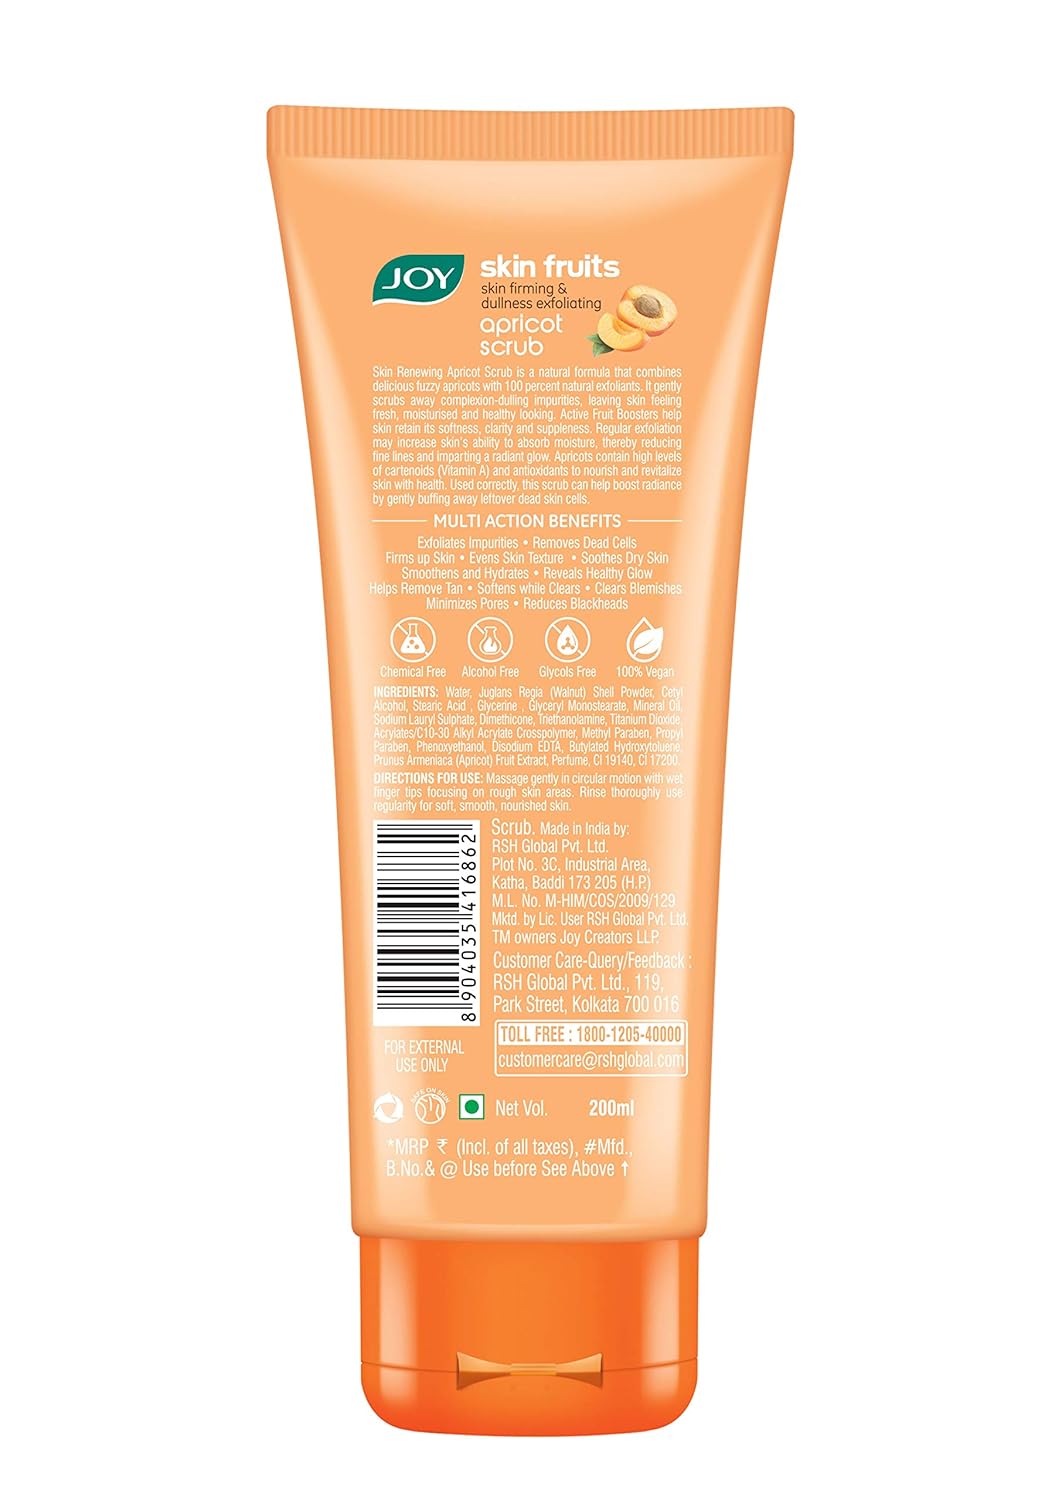 JOY
skin fruits
skin firming &
dullness exfoliating
apricot
scrub
Skin Renewing Apricot Scrub is a natural formula that combines
delicious fuzzy apricots with 100 percent natural exfoliants. It gently
scrubs away complexion-dulling impurities, leaving skin feeling
fresh, moisturised and healthy looking. Active Fruit Boosters help
skin retain its softness, clarity and suppleness. Regular exfoliation
may increase skin's ability to absorb moisture, thereby reducing
fine lines and imparting a radiant glow. Apricots contain high levels
of cartenoids (Vitamin A) and antioxidants to nourish and revitalize
skin with health. Used correctly, this scrub can help boost radiance
by gently buffing away leftover dead skin cells.
MULTI ACTION BENEFITS
Exfoliates Impurities • Removes Dead Cells
Firms up Skin • Evens Skin Texture • Soothes Dry Skin
Smoothens and Hydrates • Reveals Healthy Glow
Helps Remove Tan • Softens while Clears • Clears Blemishes
Minimizes Pores • Reduces Blackheads
Chemical Free Alcohol Free Glycols Free 100% Vegan
INGREDIENTS: Water, Juglans Regia (Walnut) Shell Powder, Cetyl
Alcohol, Stearic Acid , Glycerine , Glyceryl Monostearate, Mineral Oil,
Sodium Lauryl Sulphate, Dimethicone, Triethanolamine, Titanium Dioxide,
Acrylates/C10-30 Alkyl Acrylate Crosspolymer, Methyl Paraben, Propyl
Paraben, Phenoxyethanol, Disodium EDTA, Butylated Hydroxytoluene,
Prunus Armeniaca (Apricot) Fruit Extract, Perfume, CI 19140, CI 17200.
DIRECTIONS FOR USE: Massage gently in circular motion with wet
finger tips focusing on rough skin areas. Rinse thoroughly use
regularity for soft, smooth, nourished skin.
8904035416862
Scrub. Made in India by:
RSH Global Pvt. Ltd.
Plot No. 3C, Industrial Area,
Katha, Baddi 173 205 (H.P.)
M.L. No. M-HIM/COS/2009/129
Mktd. by Lic. User RSH Global Pvt. Ltd.
TM owners Joy Creators LLP.
Customer Care-Query/Feedback :
RSH Global Pvt. Ltd., 119,
Park Street, Kolkata 700 016
TOLL FREE : 1800-1205-40000
customercare@rshglobal.com
FOR EXTERNAL
USE ONLY
SAFE ON SKIN
Net Vol. 200ml
*MRP ₹ (Incl. of all taxes), #Mfd.,
B.No.& @ Use before See Above ↑